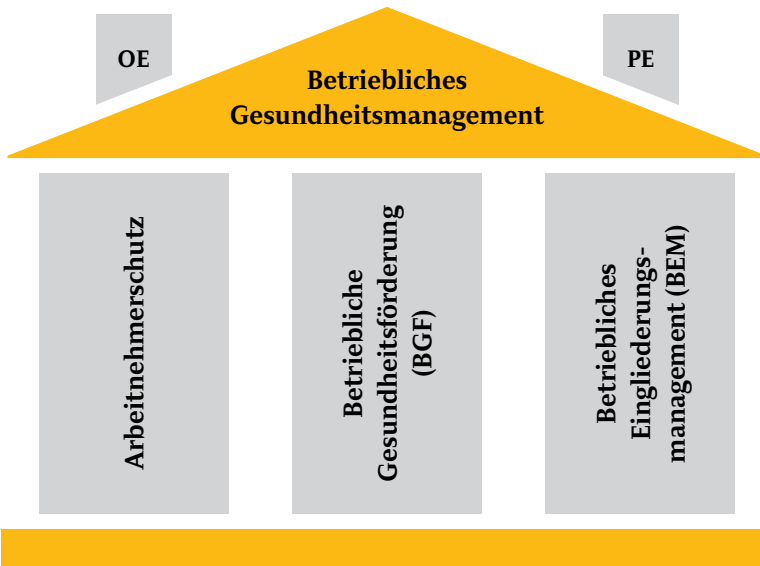 OE
PE
Betriebliches
Gesundheitsmanagement
Arbeitnehmerschutz
Betriebliche
Gesundheitsförderung
(BGF)
Betriebliches
Eingliederungs-
management (BEM)